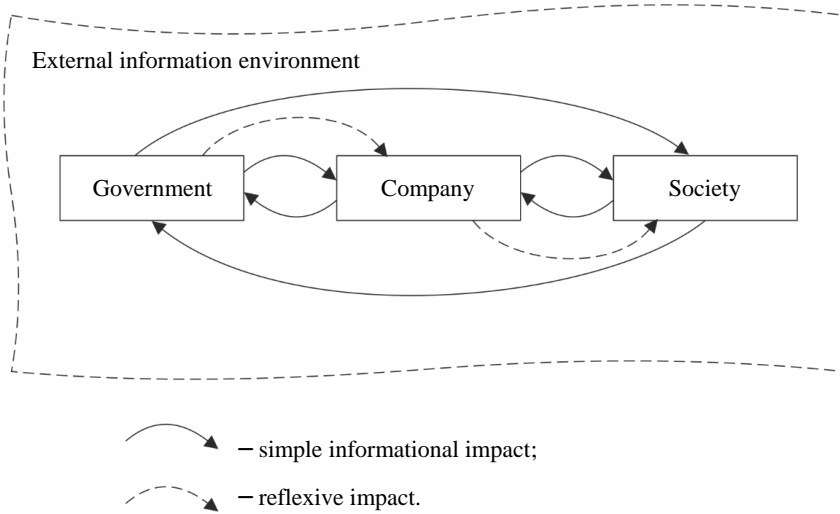 External information environment
Government
Company
Society
– simple informational impact;
– reflexive impact.